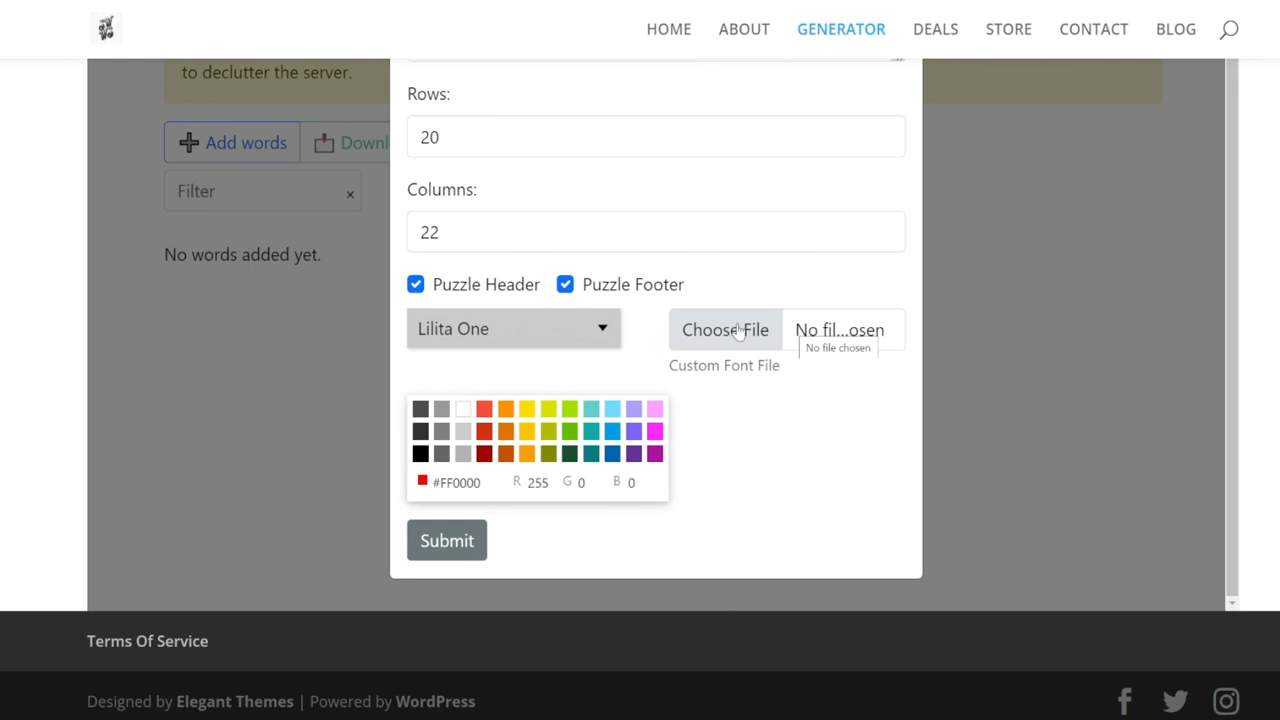 HOME ABOUT GENERATOR DEALS STORE CONTACT BLOG
to declutter the server.
Add words
Filter ×
No words added yet.
Rows:
20
Columns:
22
Puzzle Header Puzzle Footer
Lilita One
Choose File No fil...osen
No file chosen
Custom Font File
#FF0000 R 255 G 0 B 0
Submit
Terms Of Service
Designed by Elegant Themes | Powered by WordPress